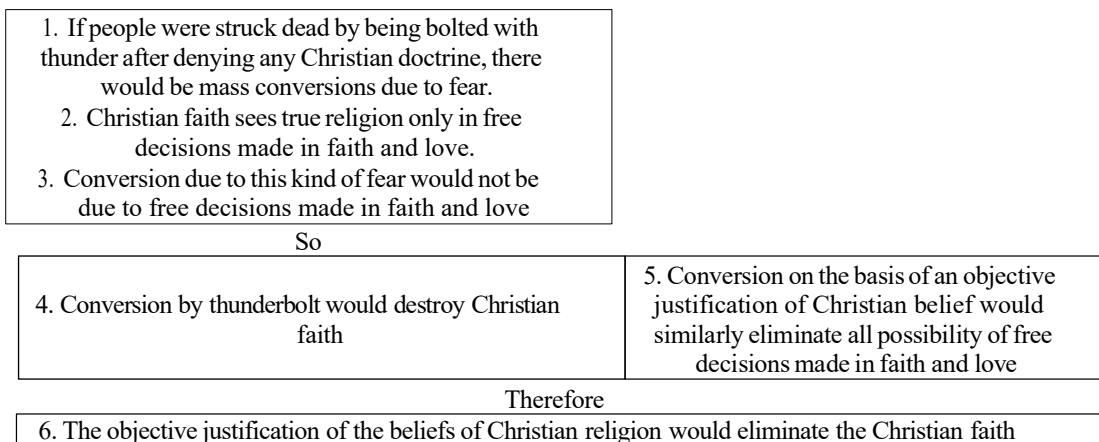 1. If people were struck dead by being bolted with
thunder after denying any Christian doctrine, there
would be mass conversions due to fear.
2. Christian faith sees true religion only in free
decisions made in faith and love.
3. Conversion due to this kind of fear would not be
due to free decisions made in faith and love
So
4. Conversion by thunderbolt would destroy Christian
faith
5. Conversion on the basis of an objective
justification of Christian belief would
similarly eliminate all possibility of free
decisions made in faith and love
Therefore
6. The objective justification of the beliefs of Christian religion would eliminate the Christian faith